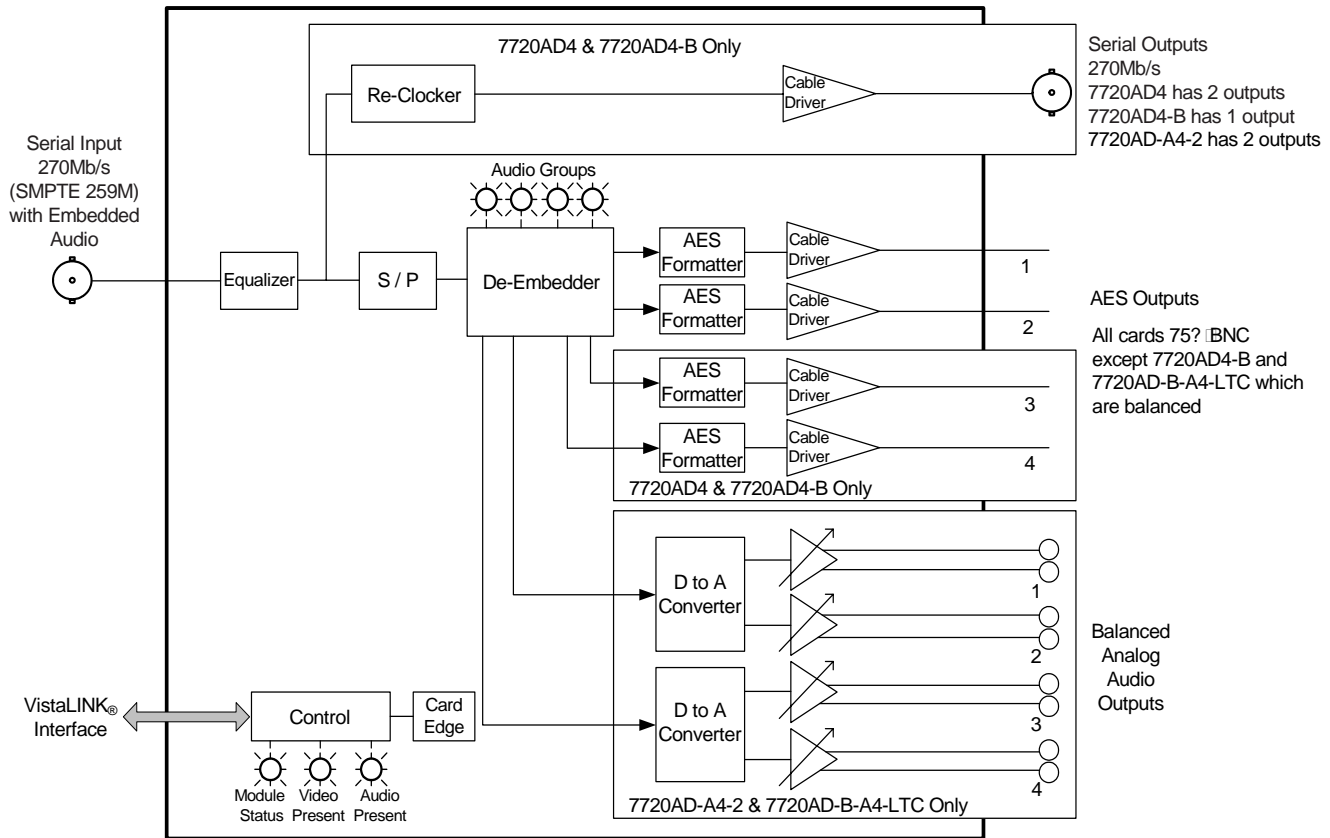 7720AD4 & 7720AD4-B Only
Re-Clocker
Cable
Driver
Serial Outputs
270Mb/s
7720AD4 has 2 outputs
7720AD4-B has 1 output
7720AD-A4-2 has 2 outputs
Serial Input
270Mb/s
(SMPTE 259M)
with Embedded
Audio
Equalizer
S / P
Audio Groups
De-Embedder
AES
Formatter
Cable
Driver
1
AES
Formatter
Cable
Driver
2
AES
Formatter
Cable
Driver
3
AES
Formatter
Cable
Driver
4
7720AD4 & 7720AD4-B Only
AES Outputs
All cards 75? BNC
except 7720AD4-B and
7720AD-B-A4-LTC which
are balanced
D to A
Converter
1
2
D to A
Converter
3
4
7720AD-A4-2 & 7720AD-B-A4-LTC Only
Balanced
Analog
Audio
Outputs
VistaLINK®
Interface
Control
Card
Edge
Module
Status
Video
Present
Audio
Present